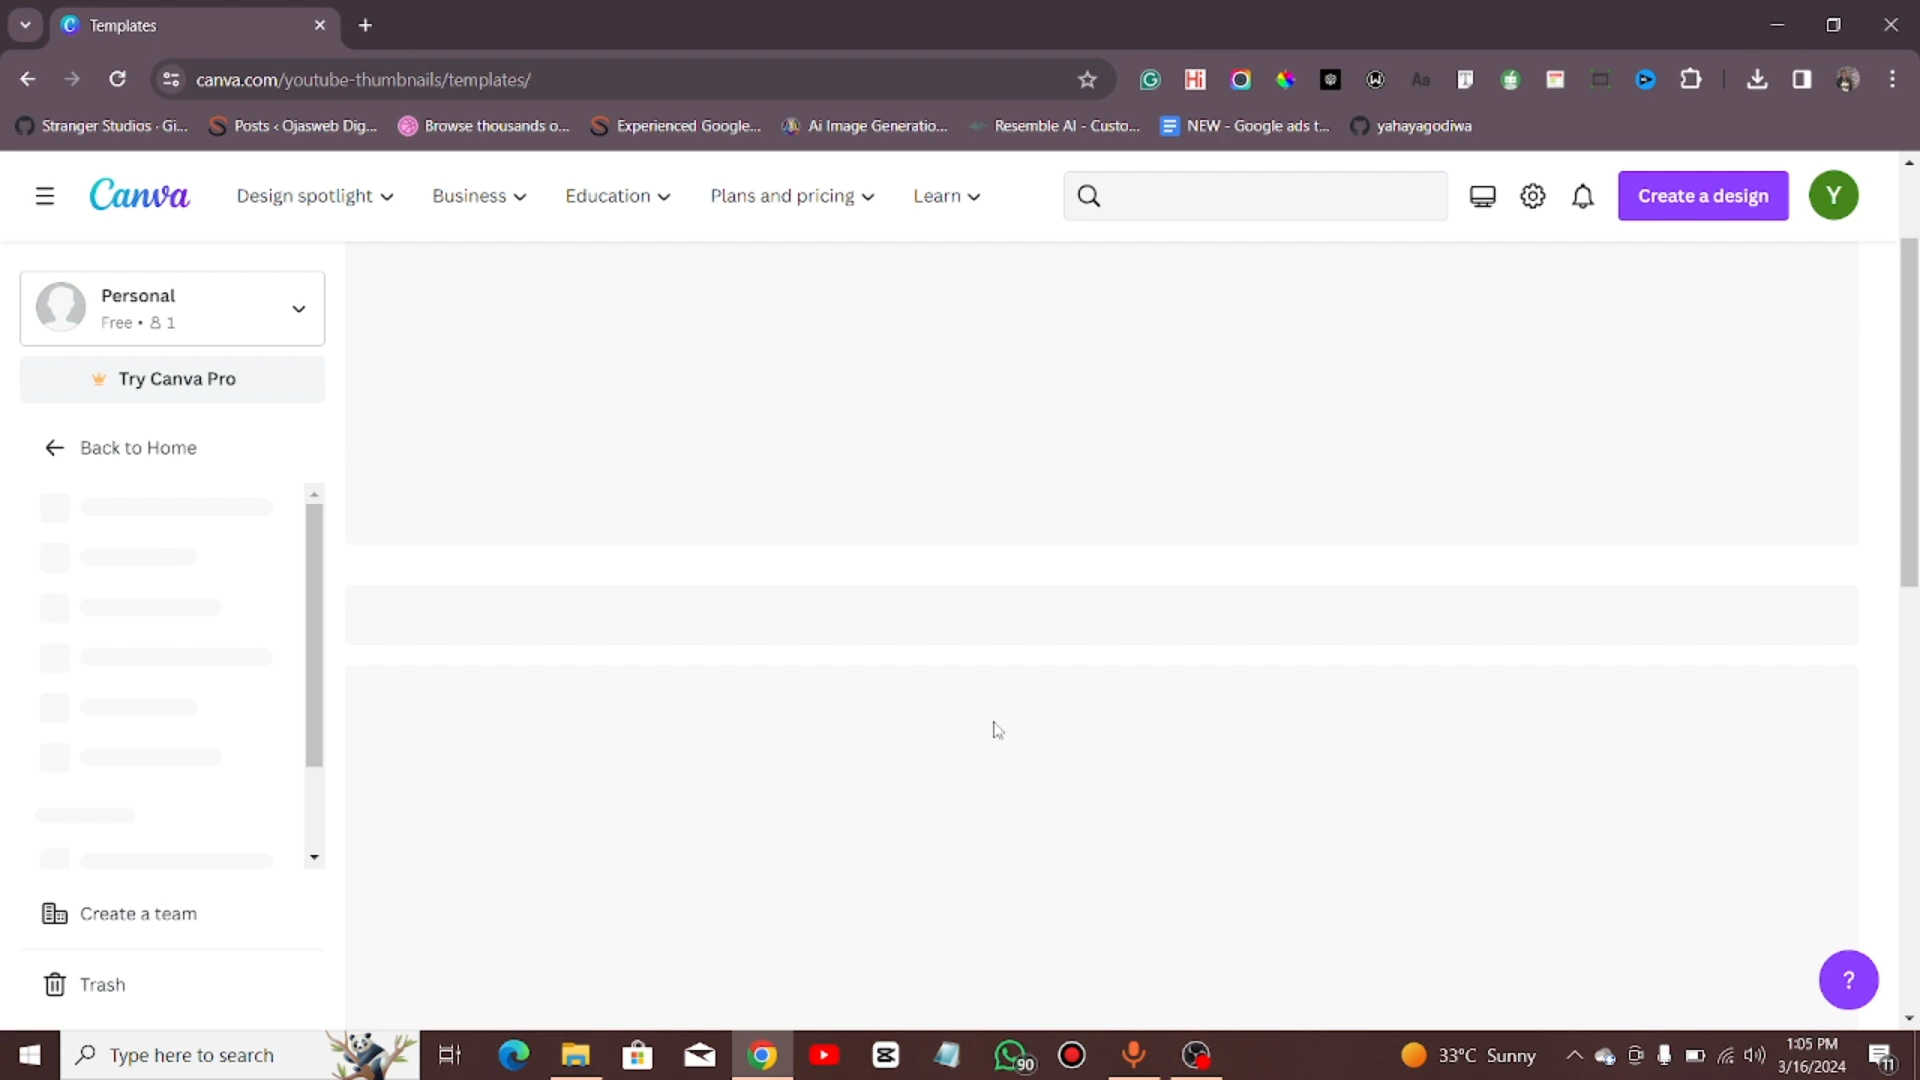 Templates
canva.com/youtube-thumbnails/templates/
Stranger Studios · Gi...
Posts ‹ Ojasweb Dig...
Browse thousands o...
Experienced Google...
Ai Image Generatio...
Resemble AI - Custo...
NEW - Google ads t...
yahayagodiwa
Canva
Design spotlight
Business
Education
Plans and pricing
Learn
Create a design
Y
Personal
Free • 1
Try Canva Pro
Back to Home
Create a team
Trash
?
Type here to search
90
33°C Sunny
1:05 PM
3/16/2024
11